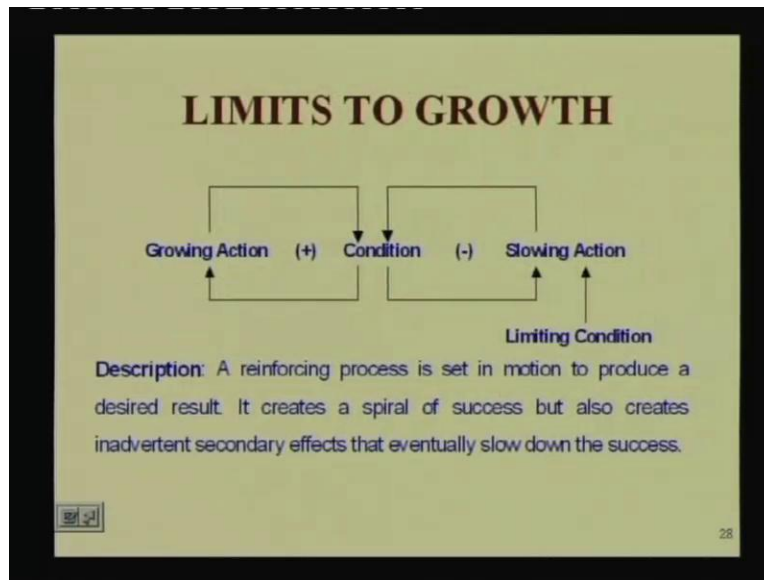 LIMITS TO GROWTH
Growing Action (+) Condition (-) Slowing Action
Limiting Condition
Description: A reinforcing process is set in motion to produce a
desired result. It creates a spiral of success but also creates
inadvertent secondary effects that eventually slow down the success.
28